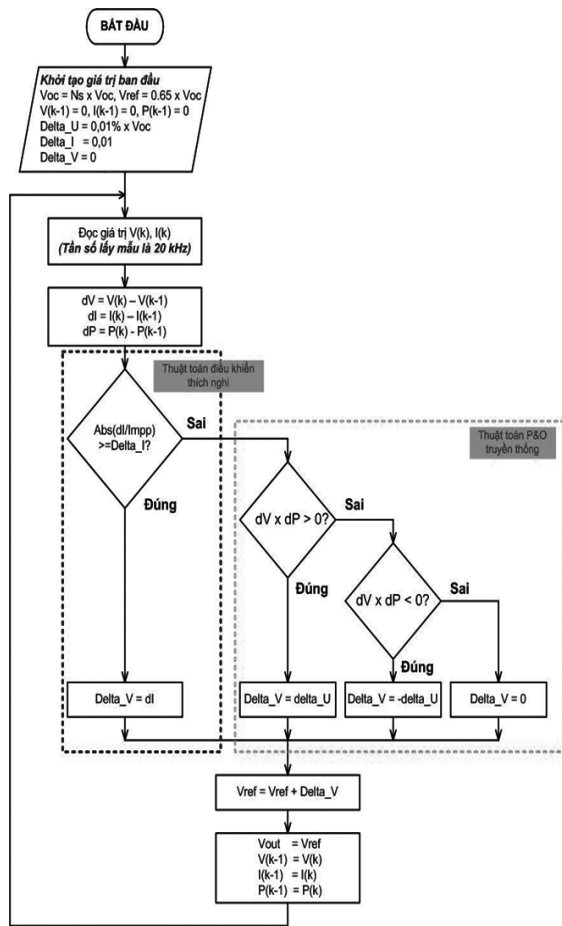 BẮT ĐẦU
Khởi tạo giá trị ban đầu
Voc = Ns x Voc, Vref = 0.65 x Voc
V(k-1) = 0, I(k-1) = 0, P(k-1) = 0
Delta_U = 0,01% x Voc
Delta_I = 0,01
Delta_V = 0
Đọc giá trị V(k), I(k)
(Tần số lấy mẫu là 20 kHz)
dV = V(k) – V(k-1)
dI = I(k) – I(k-1)
dP = P(k) - P(k-1)
Thuật toán điều khiển
thích nghi
Abs(dI/Impp)
>=Delta_I?
Sai
Đúng
Thuật toán P&O
truyền thống
dV x dP > 0?
Sai
Đúng
dV x dP < 0?
Sai
Đúng
Delta_V = dI
Delta_V = delta_U
Delta_V = -delta_U
Delta_V = 0
Vref = Vref + Delta_V
Vout = Vref
V(k-1) = V(k)
I(k-1) = I(k)
P(k-1) = P(k)